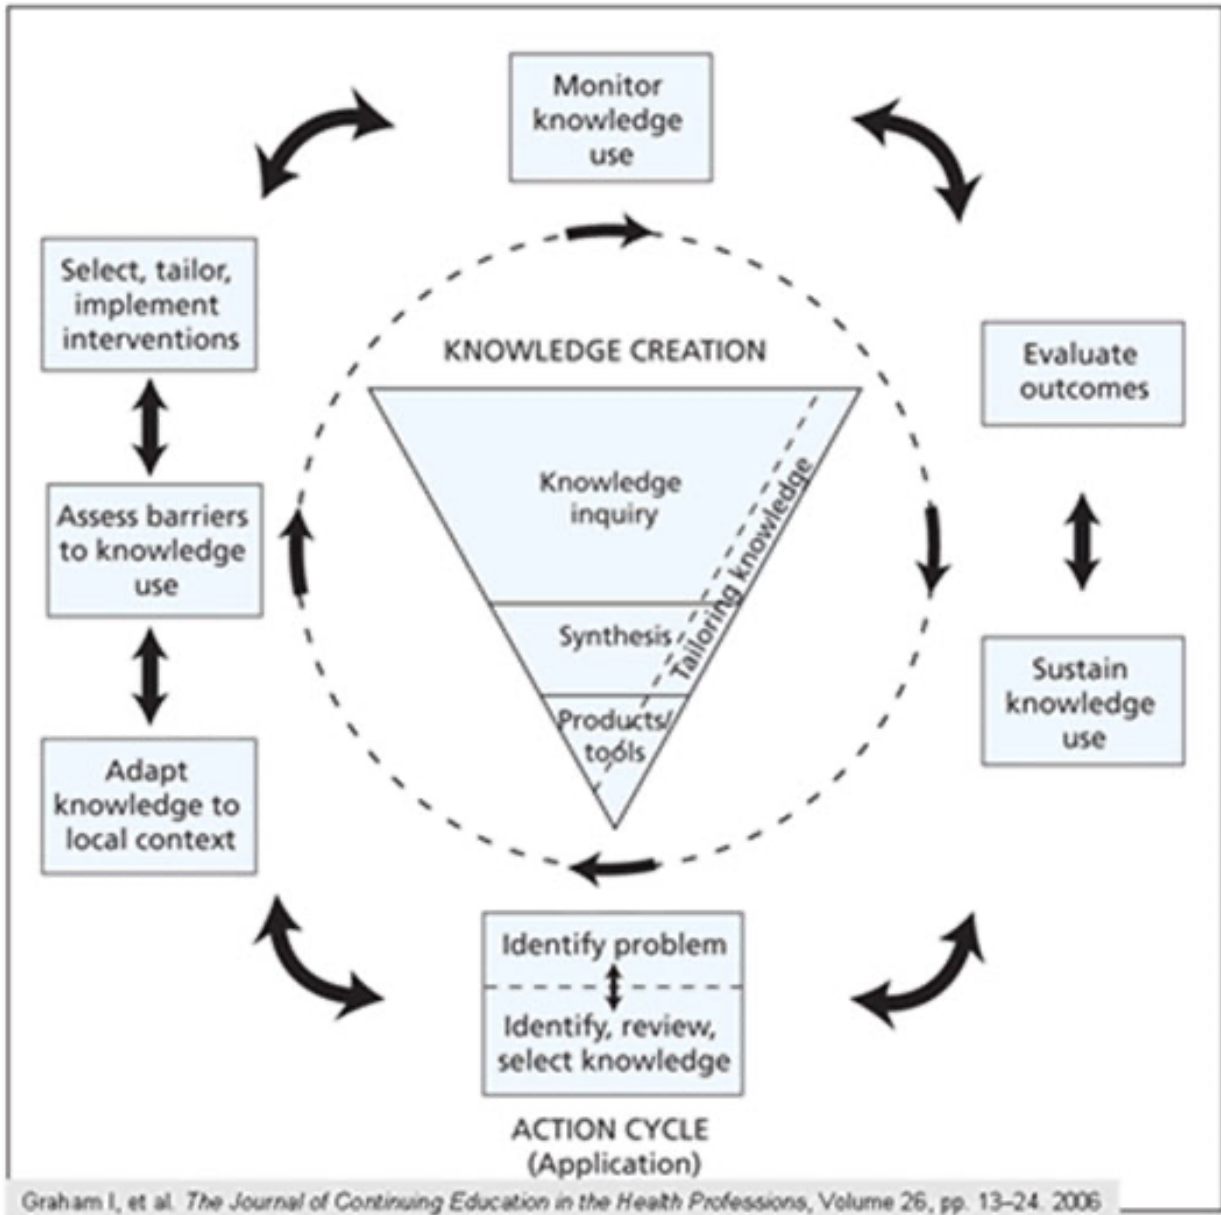 Monitor
knowledge
use
Select, tailor,
implement
interventions
KNOWLEDGE CREATION
Evaluate
outcomes
Knowledge
inquiry
Tailoring knowledge
Assess barriers
to knowledge
use
Synthesis
Sustain
knowledge
use
Products/
tools
Adapt
knowledge to
local context
Identify problem
Identify, review,
select knowledge
ACTION CYCLE
(Application)
Graham I, et al. The Journal of Continuing Education in the Health Professions, Volume 26, pp. 13–24. 2006